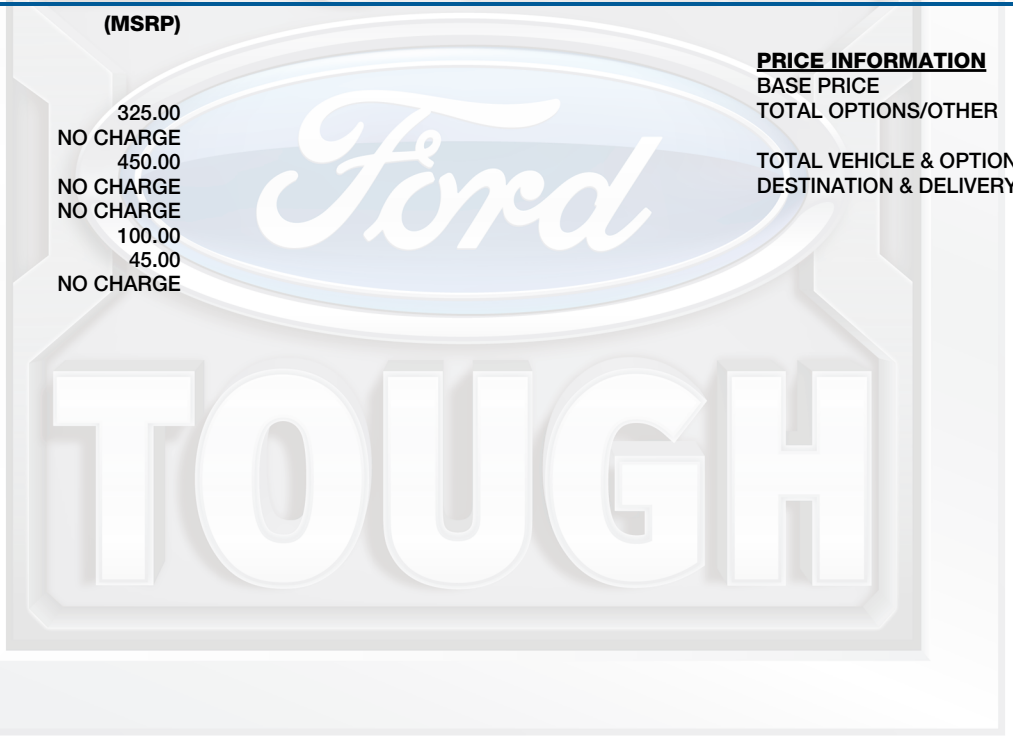 (MSRP)
325.00
NO CHARGE
450.00
NO CHARGE
NO CHARGE
100.00
45.00
NO CHARGE
PRICE INFORMATION
BASE PRICE
TOTAL OPTIONS/OTHER
TOTAL VEHICLE & OPTION
DESTINATION & DELIVERY
Ford
TOUGH